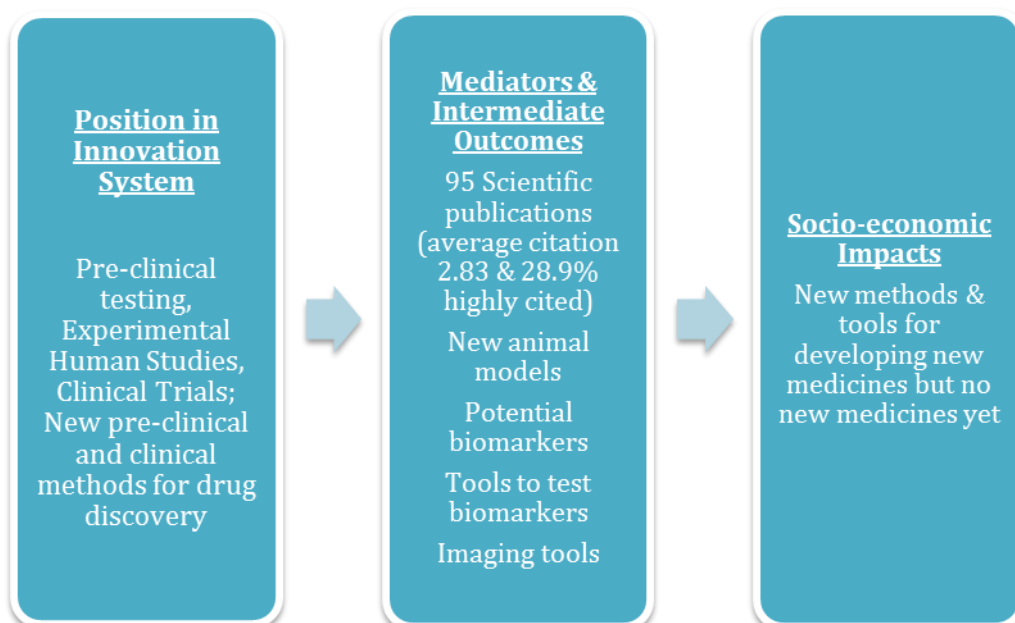 Position in
Innovation
System
Pre-clinical
testing,
Experimental
Human Studies,
Clinical Trials;
New pre-clinical
and clinical
methods for drug
discovery
Mediators &
Intermediate
Outcomes
95 Scientific
publications
(average citation
2.83 & 28.9%
highly cited)
New animal
models
Potential
biomarkers
Tools to test
biomarkers
Imaging tools
Socio-economic
Impacts
New methods &
tools for
developing new
medicines but no
new medicines yet